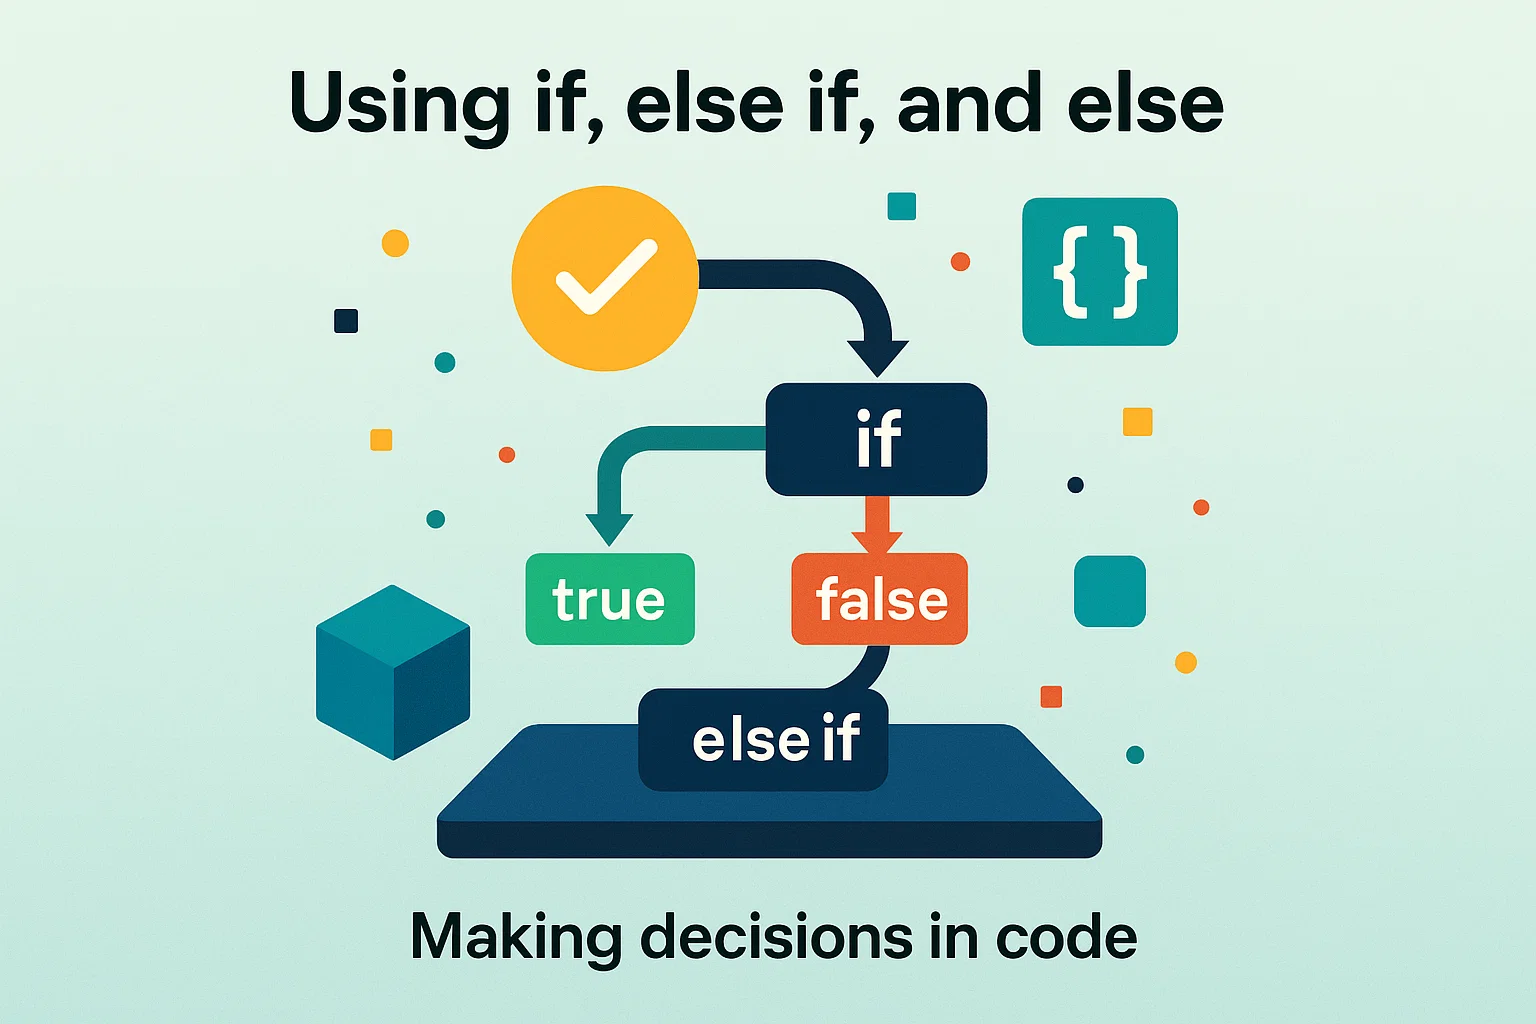 Using if, else if, and else
{ }
if
true
false
else if
Making decisions in code